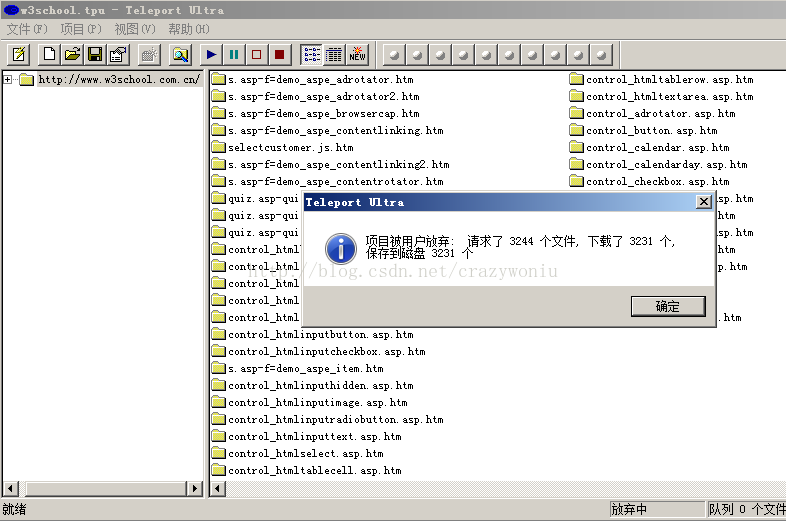 w3school.tpu - Teleport Ultra
文件(F) 项目(P) 视图(V) 帮助(H)
NEW
http://www.w3school.com.cn/
s.asp-f=demo_aspe_adrotator.htm
s.asp-f=demo_aspe_adrotator2.htm
s.asp-f=demo_aspe_browsercap.htm
s.asp-f=demo_aspe_contentlinking.htm
selectcustomer.js.htm
s.asp-f=demo_aspe_contentlinking2.htm
s.asp-f=demo_aspe_contentrotator.htm
quiz.asp-qui
quiz.asp-qui
quiz.asp-qui
control_html
control_html
control_html
control_html
control_html
control_htmlinputbutton.asp.htm
control_htmlinputcheckbox.asp.htm
s.asp-f=demo_aspe_item.htm
control_htmlinputhidden.asp.htm
control_htmlinputimage.asp.htm
control_htmlinputradiobutton.asp.htm
control_htmlinputtext.asp.htm
control_htmlselect.asp.htm
control_htmltablecell.asp.htm
control_htmltablerow.asp.htm
control_htmltextarea.asp.htm
control_adrotator.asp.htm
control_button.asp.htm
control_calendar.asp.htm
control_calendarday.asp.htm
control_checkbox.asp.htm
.htm
htm
p.htm
.htm
Teleport Ultra
项目被用户放弃: 请求了 3244 个文件, 下载了 3231 个,
保存到磁盘 3231 个
确定
http://blog.csdn.net/crazywoniu
就绪
放弃中
队列 0 个文件